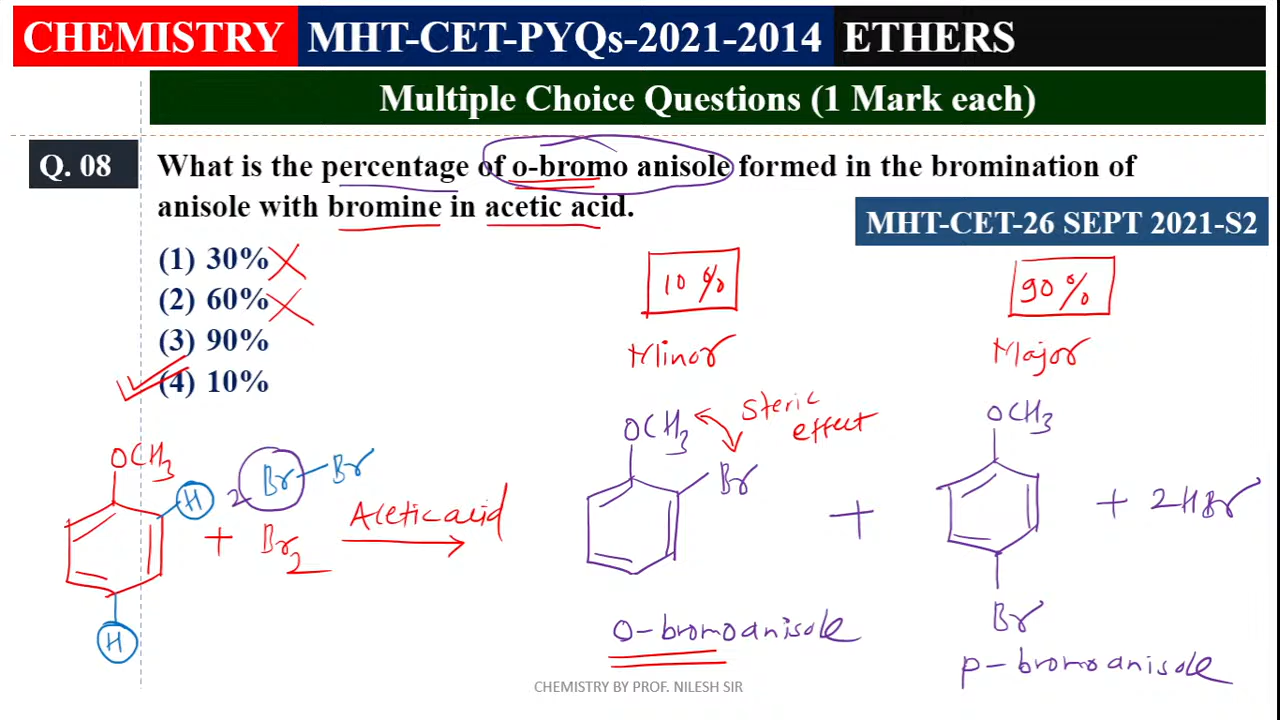 CHEMISTRY MHT-CET-PYQs-2021-2014 ETHERS
Multiple Choice Questions (1 Mark each)
Q. 08
What is the percentage of o-bromo anisole formed in the bromination of
anisole with bromine in acetic acid.
MHT-CET-26 SEPT 2021-S2
(1) 30%
(2) 60%
(3) 90%
(4) 10%
10 %
90 %
Minor
Major
Steric
effect
OCH3
H
2 Br-Br
+ Br2
Acetic acid
H
OCH3
Br
+
OCH3
Br
+ 2HBr
o-bromoanisole
p-bromoanisole
CHEMISTRY BY PROF. NILESH SIR